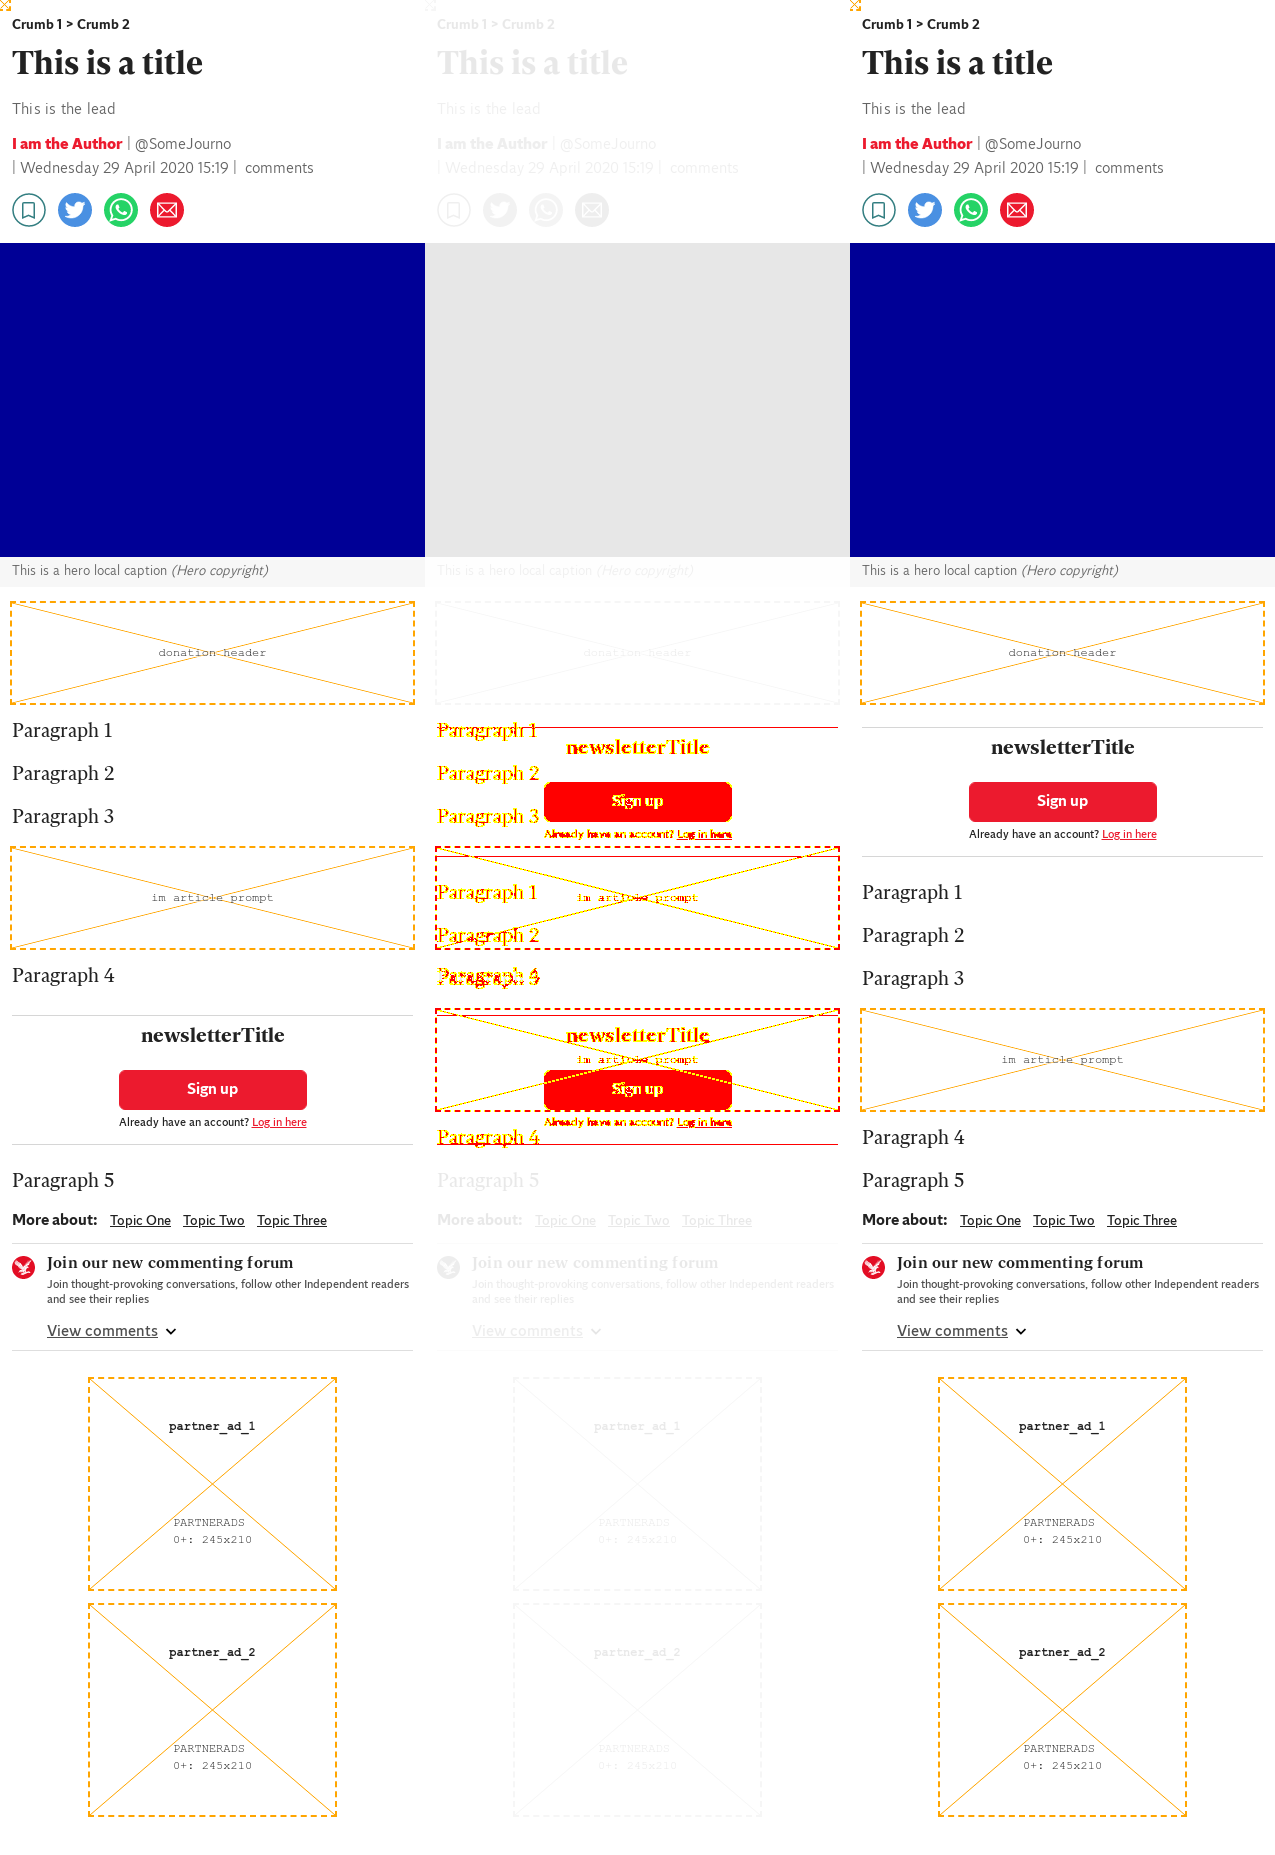 Crumb 1 > Crumb 2
This is a title
This is the lead
I am the Author | @SomeJourno
| Wednesday 29 April 2020 15:19 | comments
This is a hero local caption (Hero copyright)
donation header
Paragraph 1
Paragraph 2
Paragraph 3
im article prompt
Paragraph 4
newsletterTitle
Sign up
Already have an account? Log in here
Paragraph 5
More about: Topic One Topic Two Topic Three
Join our new commenting forum
Join thought-provoking conversations, follow other Independent readers
and see their replies
View comments
partner_ad_1
PARTNERADS
0+: 245x210
partner_ad_2
PARTNERADS
0+: 245x210
Crumb 1 > Crumb 2
This is a title
This is the lead
I am the Author | @SomeJourno
| Wednesday 29 April 2020 15:19 | comments
This is a hero local caption (Hero copyright)
donation header
Paragraph 1
newsletterTitle
Paragraph 2
Sign up
Paragraph 3
Already have an account? Log in here
Paragraph 1
im article prompt
Paragraph 2
newsletterTitle
im article prompt
Sign up
Already have an account? Log in here
Paragraph 4
Paragraph 5
More about: Topic One Topic Two Topic Three
Join our new commenting forum
Join thought-provoking conversations, follow other Independent readers
and see their replies
View comments
partner_ad_1
PARTNERADS
0+: 245x210
partner_ad_2
PARTNERADS
0+: 245x210
Crumb 1 > Crumb 2
This is a title
This is the lead
I am the Author | @SomeJourno
| Wednesday 29 April 2020 15:19 | comments
This is a hero local caption (Hero copyright)
donation header
newsletterTitle
Sign up
Already have an account? Log in here
Paragraph 1
Paragraph 2
Paragraph 3
im article prompt
Paragraph 4
Paragraph 5
More about: Topic One Topic Two Topic Three
Join our new commenting forum
Join thought-provoking conversations, follow other Independent readers
and see their replies
View comments
partner_ad_1
PARTNERADS
0+: 245x210
partner_ad_2
PARTNERADS
0+: 245x210